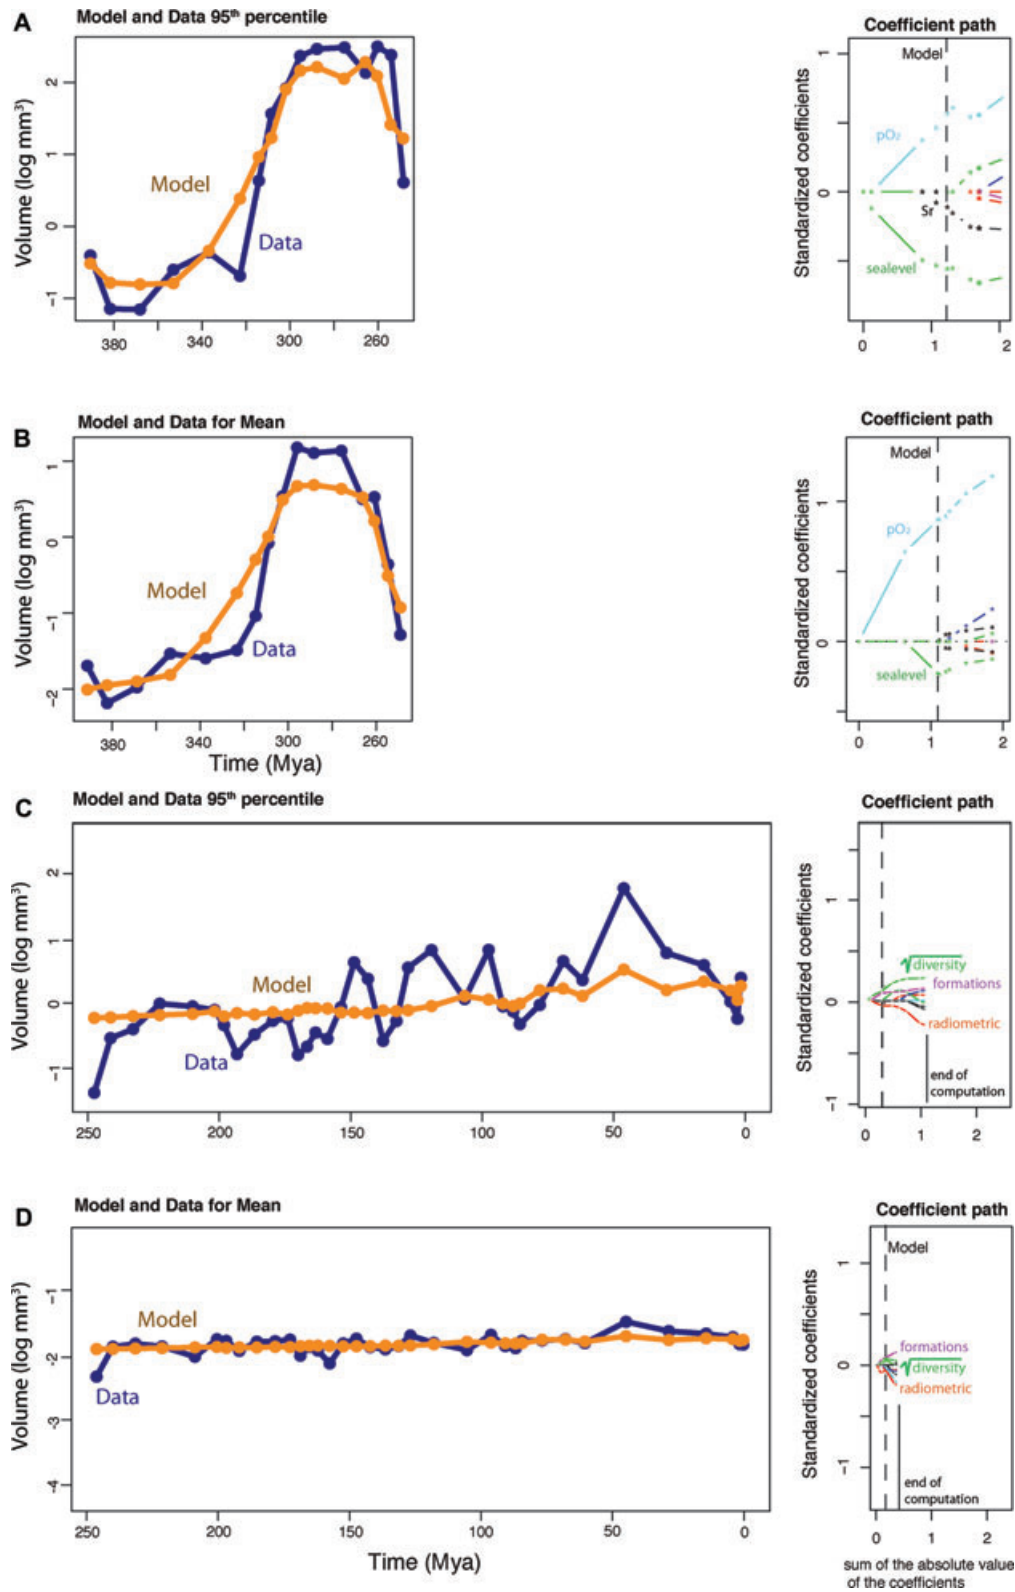 A
Model and Data 95th percentile
Volume (log mm³)
2
1
0
-1
Model
Data
380
340
300
260
Coefficient path
Standardized coefficients
1
0
Model
pO₂
Sr
sealevel
0
1
2
B
Model and Data for Mean
Volume (log mm³)
1
0
-1
-2
Model
Data
380
340
300
260
Time (Mya)
Coefficient path
Standardized coefficients
1
0
Model
pO₂
sealevel
0
1
2
C
Model and Data 95th percentile
Volume (log mm³)
2
1
0
-1
Model
Data
250
200
150
100
50
0
Coefficient path
Standardized coefficients
1
0
-1
√diversity
formations
radiometric
end of
computation
0
1
2
D
Model and Data for Mean
Volume (log mm³)
-1
-2
-3
-4
Model
Data
250
200
150
100
50
0
Time (Mya)
Coefficient path
Standardized coefficients
1
0
-1
Model
formations
√diversity
radiometric
end of
computation
0
1
2
sum of the absolute value
of the coefficients